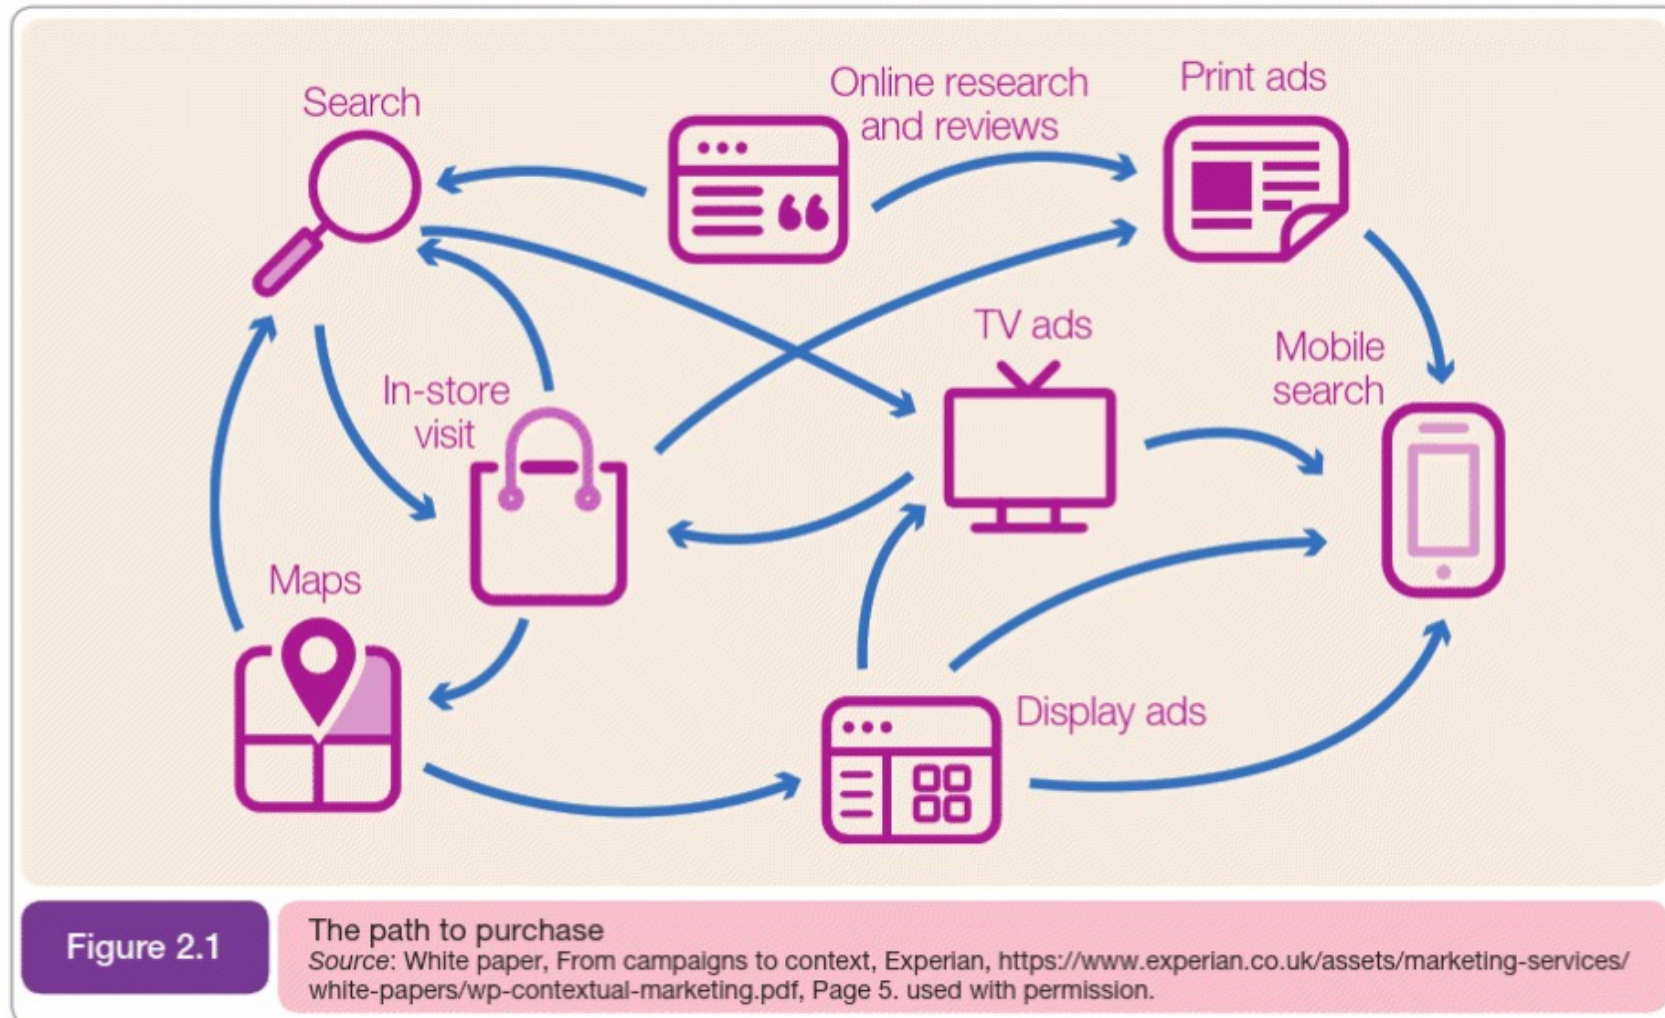 Search
Online research
and reviews
Print ads
In-store
visit
TV ads
Mobile
search
Maps
Display ads
Figure 2.1
The path to purchase
Source: White paper, From campaigns to context, Experian, https://www.experian.co.uk/assets/marketing-services/
white-papers/wp-contextual-marketing.pdf, Page 5. used with permission.